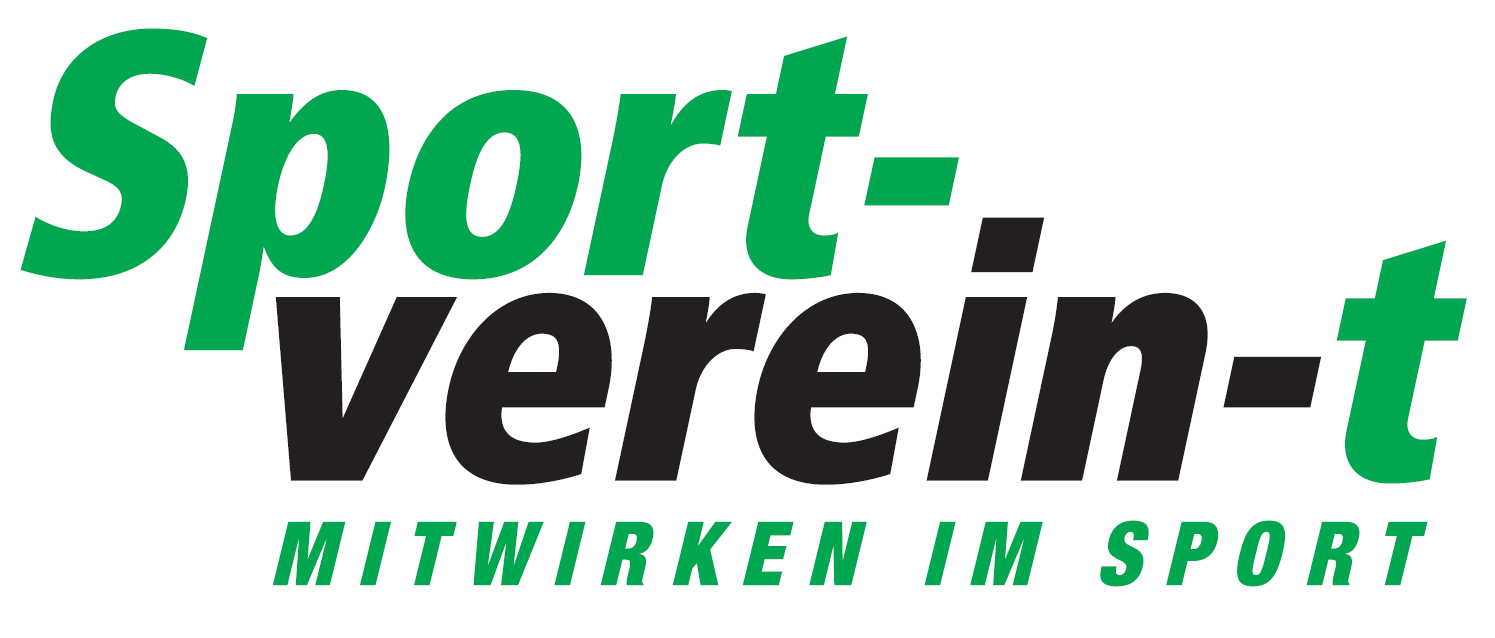 Sport-
verein-t
MITWIRKEN IM SPORT